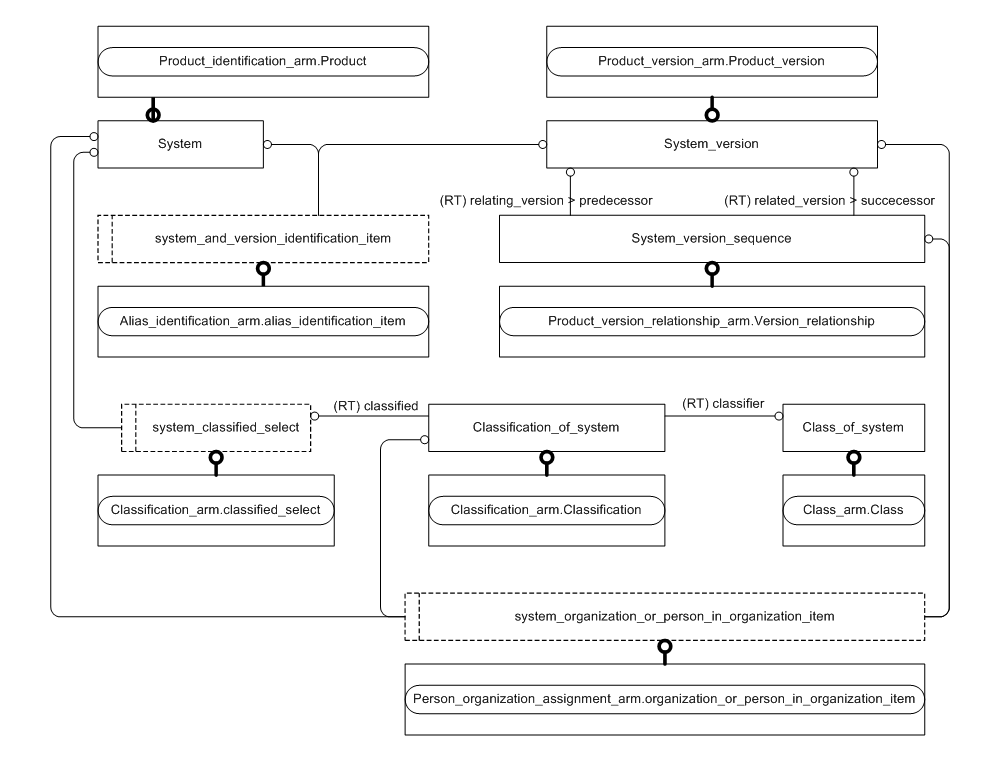 Product_identification_arm.Product
Product_version_arm.Product_version
System
System_version
(RT) relating_version > predecessor
(RT) related_version > succecessor
system_and_version_identification_item
System_version_sequence
Alias_identification_arm.alias_identification_item
Product_version_relationship_arm.Version_relationship
(RT) classified
(RT) classifier
system_classified_select
Classification_of_system
Class_of_system
Classification_arm.classified_select
Classification_arm.Classification
Class_arm.Class
system_organization_or_person_in_organization_item
Person_organization_assignment_arm.organization_or_person_in_organization_item